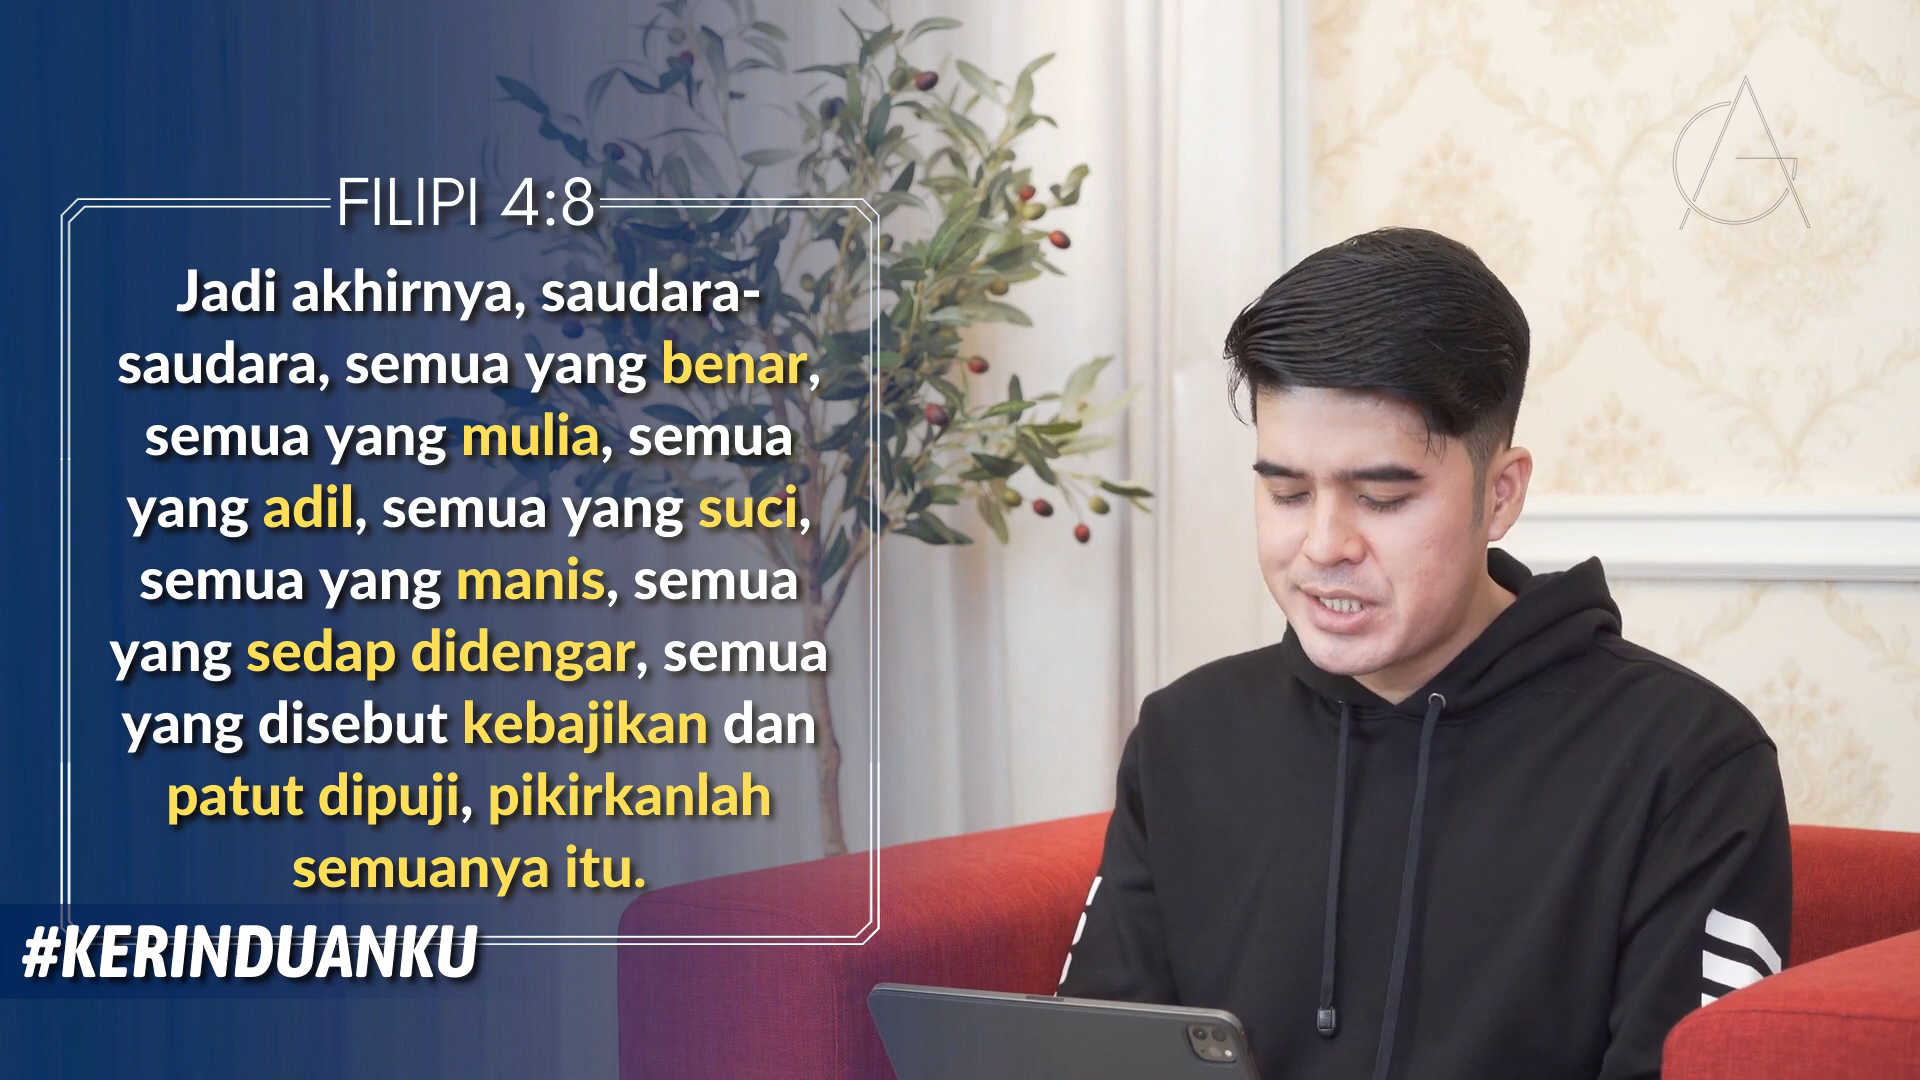 FILIPI 4:8
Jadi akhirnya, saudara-
saudara, semua yang benar,
semua yang mulia, semua
yang adil, semua yang suci,
semua yang manis, semua
yang sedap didengar, semua
yang disebut kebajikan dan
patut dipuji, pikirkanlah
semuanya itu.
#KERINDUANKU